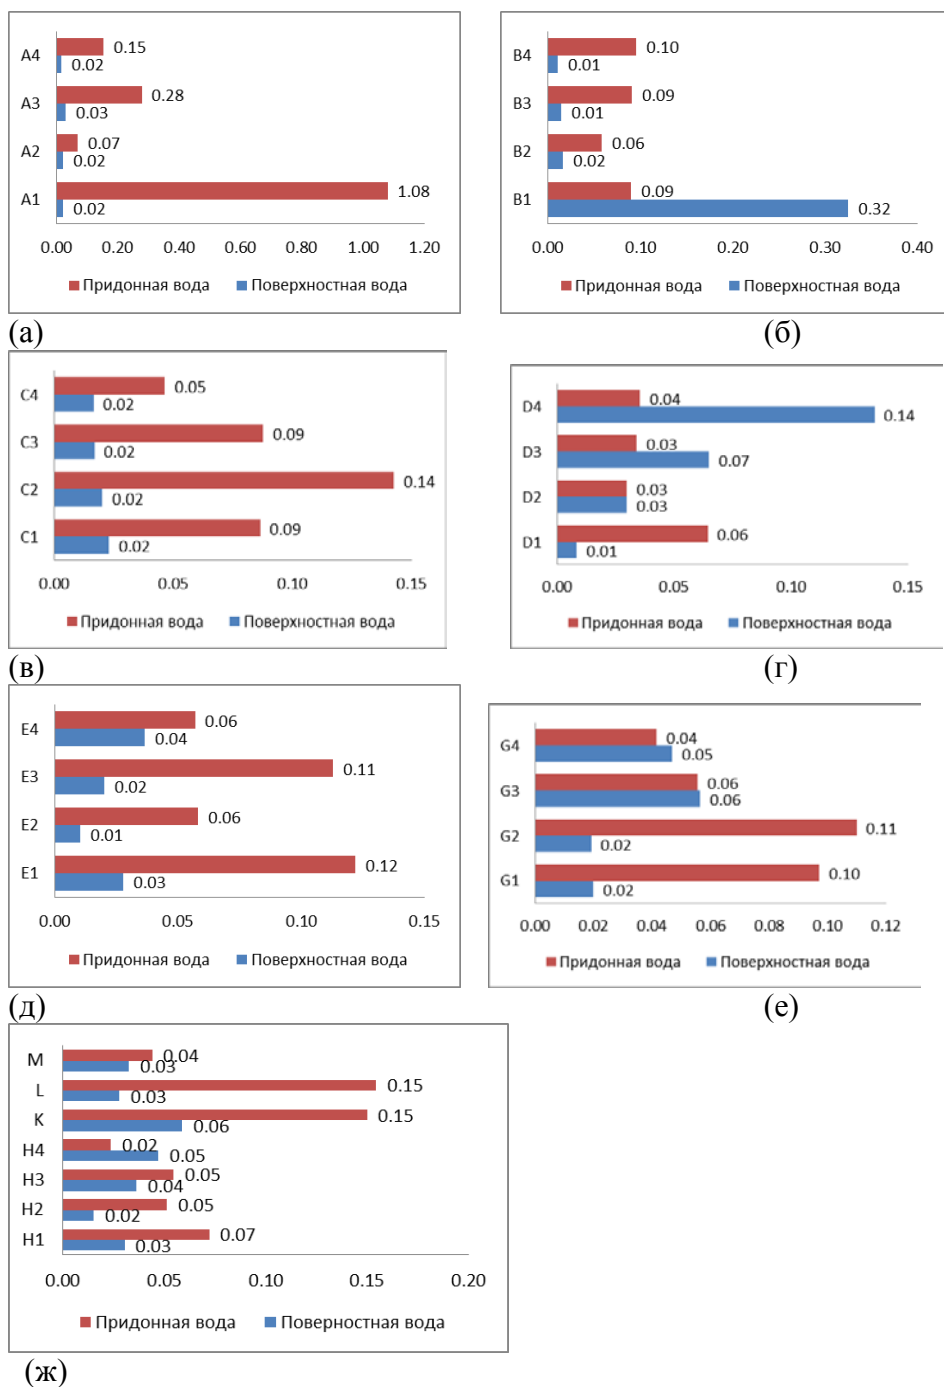 A4 0.15
0.02
A3 0.28
0.03
A2 0.07
0.02
A1 1.08
0.02
0.00 0.20 0.40 0.60 0.80 1.00 1.20
Придонная вода Поверхностная вода
(а)
B4 0.10
0.01
B3 0.09
0.01
B2 0.06
0.02
B1 0.09
0.32
0.00 0.10 0.20 0.30 0.40
Придонная вода Поверхностная вода
(б)
C4 0.05
0.02
C3 0.09
0.02
C2 0.14
0.02
C1 0.09
0.02
0.00 0.05 0.10 0.15
Придонная вода Поверхностная вода
(в)
D4 0.04
0.14
D3 0.03
0.07
D2 0.03
0.03
D1 0.06
0.01
0.00 0.05 0.10 0.15
Придонная вода Поверхностная вода
(г)
E4 0.06
0.04
E3 0.11
0.02
E2 0.06
0.01
E1 0.12
0.03
0.00 0.05 0.10 0.15
Придонная вода Поверхностная вода
(д)
G4 0.04
0.05
G3 0.06
0.06
G2 0.11
0.02
G1 0.10
0.02
0.00 0.02 0.04 0.06 0.08 0.10 0.12
Придонная вода Поверхностная вода
(е)
M 0.04
0.03
L 0.15
0.03
K 0.15
0.06
H4 0.02
0.05
H3 0.05
0.04
H2 0.05
0.02
H1 0.07
0.03
0.00 0.05 0.10 0.15 0.20
Придонная вода Поверностная вода
(ж)